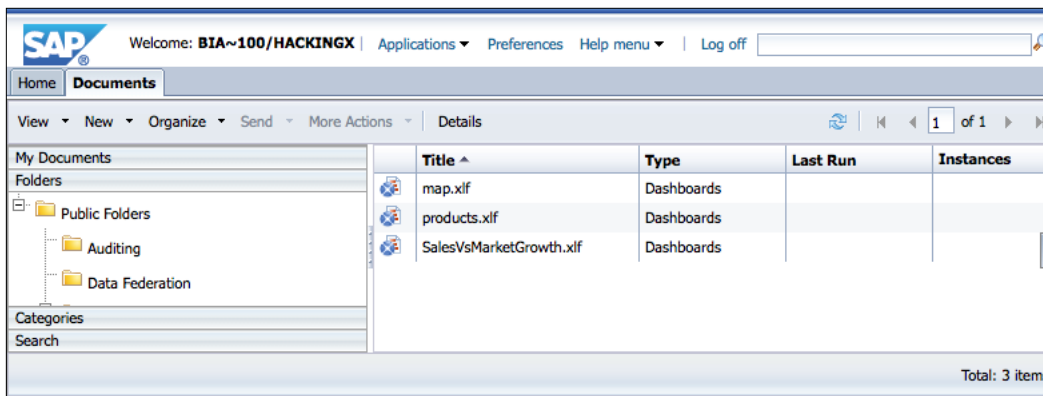 SAP®
Welcome: BIA~100/HACKINGX | Applications Preferences Help menu | Log off
Home Documents
View New Organize Send More Actions Details 1 of 1
My Documents
Title Type Last Run Instances
Folders
map.xlf Dashboards
Public Folders
products.xlf Dashboards
Auditing
SalesVsMarketGrowth.xlf Dashboards
Data Federation
Categories
Search
Total: 3 item